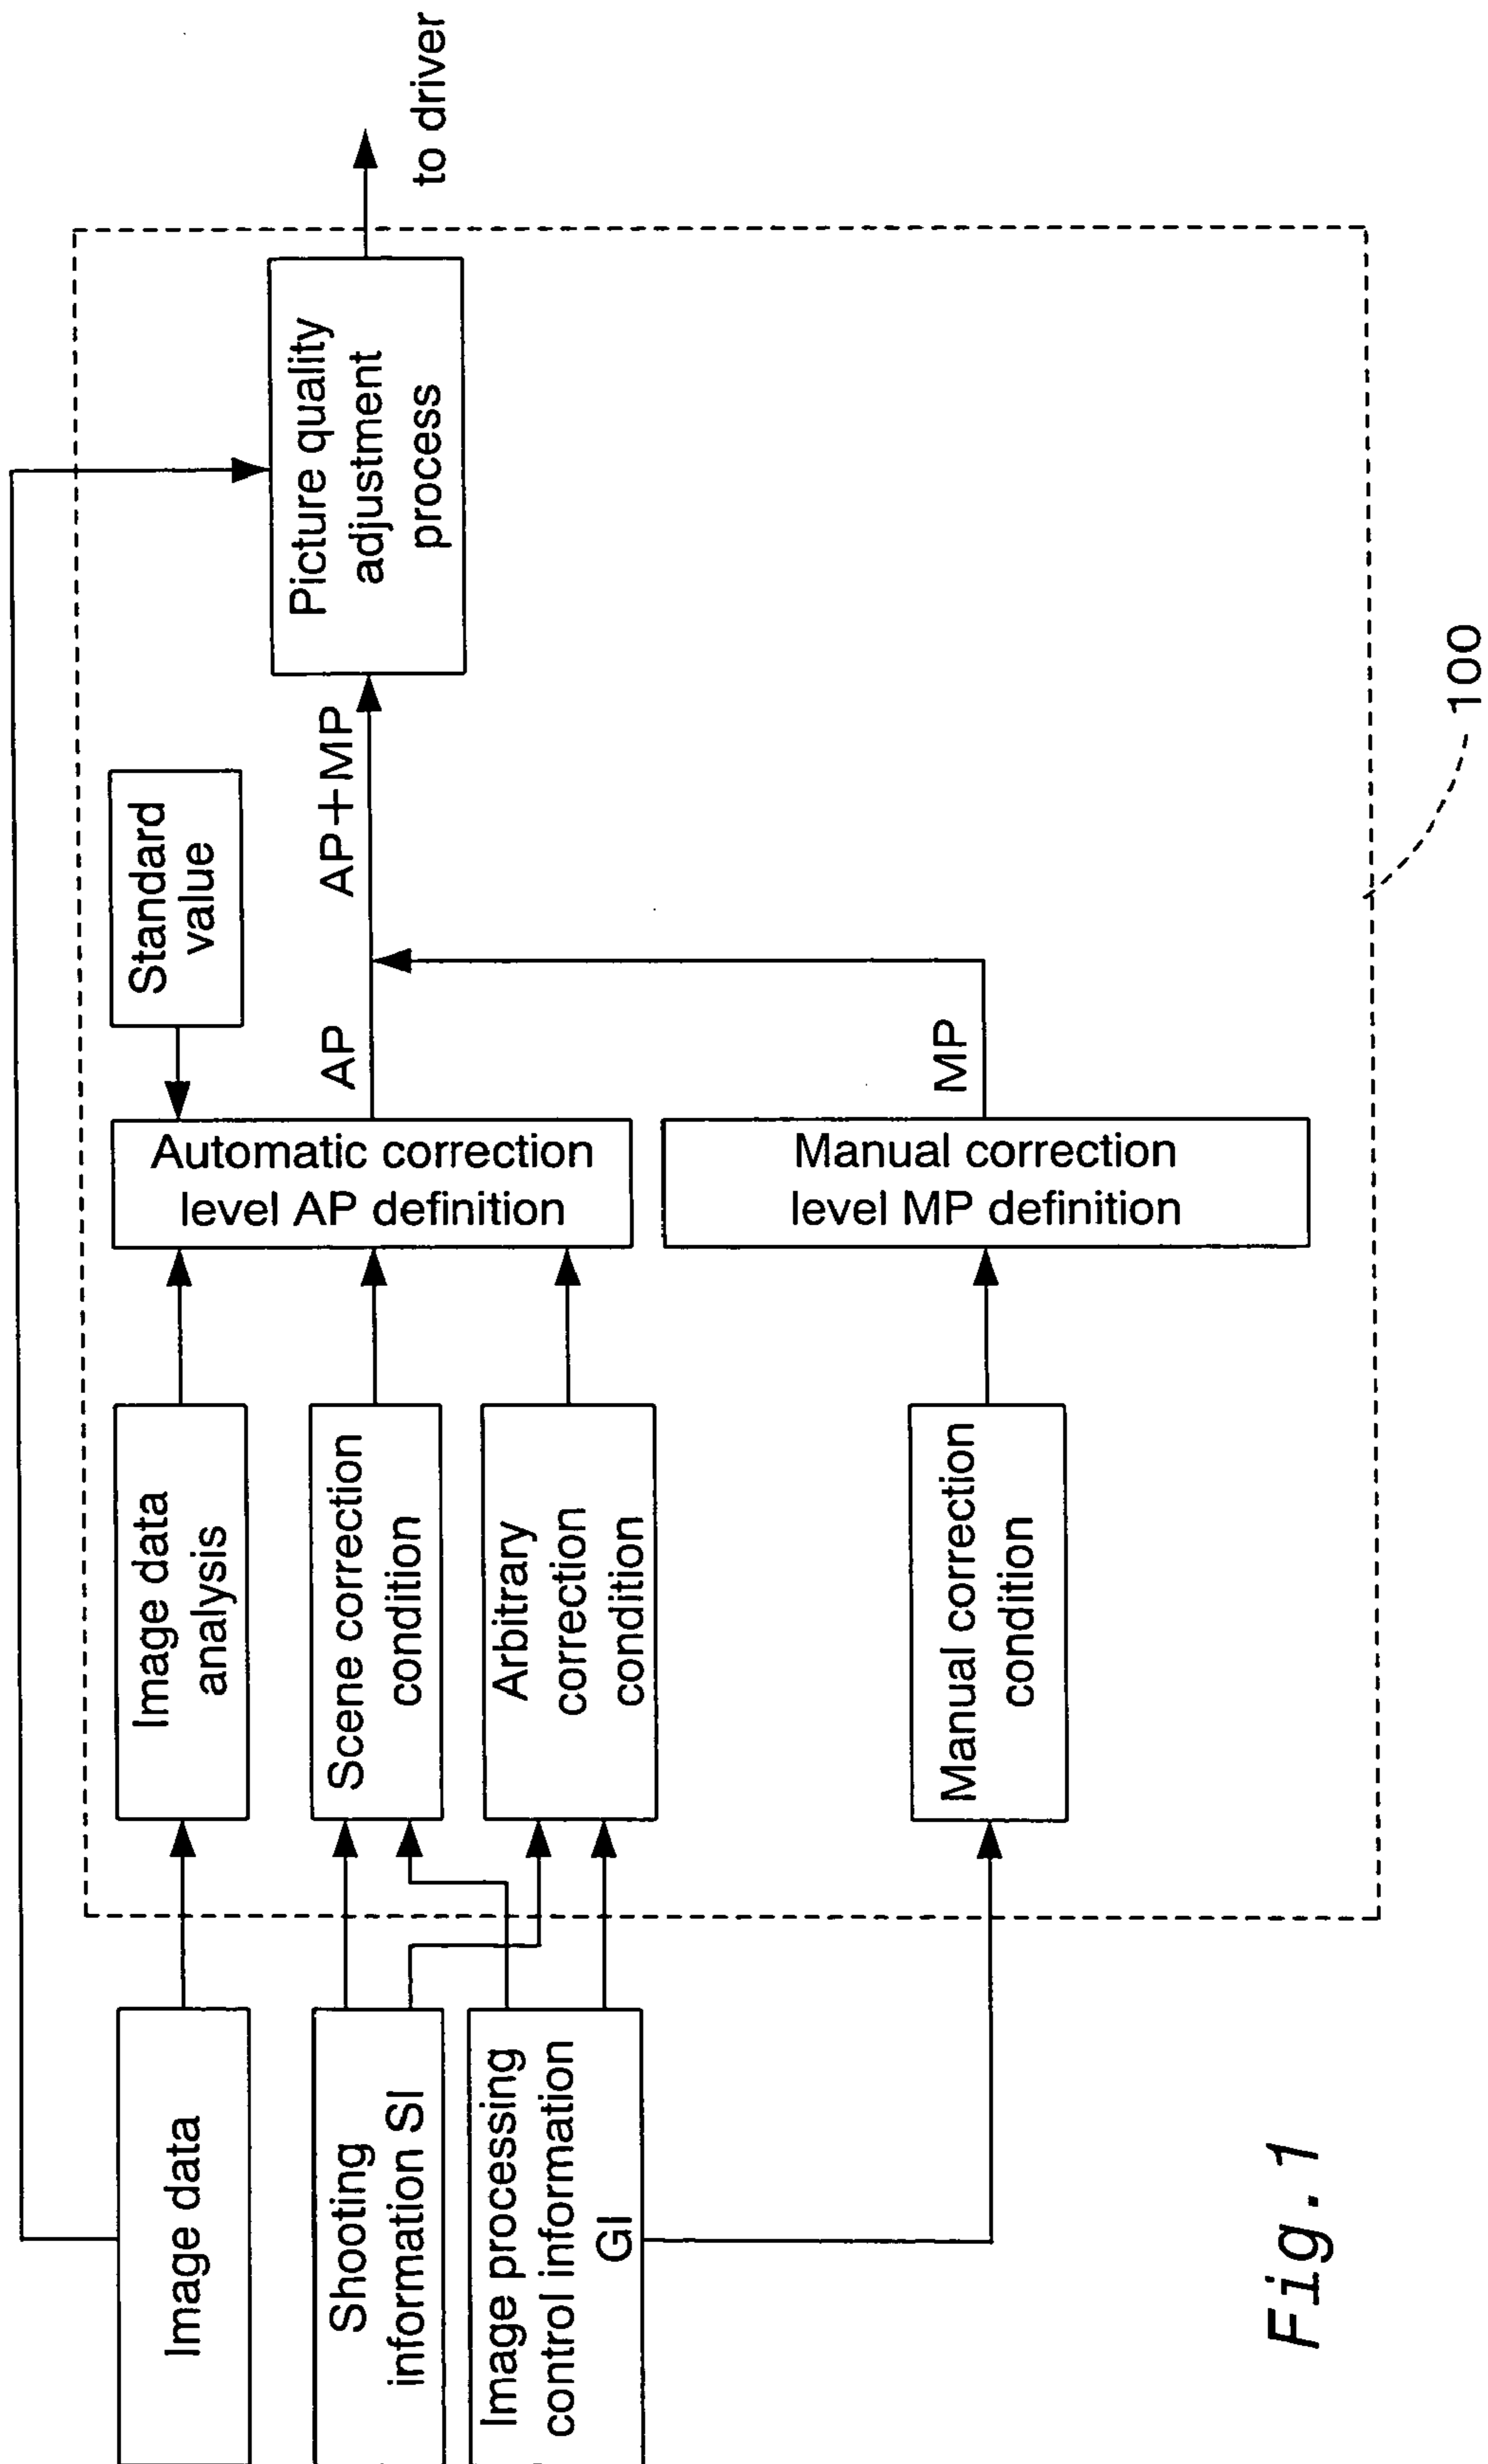 Image data
Shooting
information SI
Image processing
control information
GI
Image data
analysis
Scene correction
condition
Arbitrary
correction
condition
Manual correction
condition
Automatic correction
level AP definition
Manual correction
level MP definition
Standard
value
AP
MP
AP+MP
Picture quality
adjustment
process
to driver
100
Fig.1